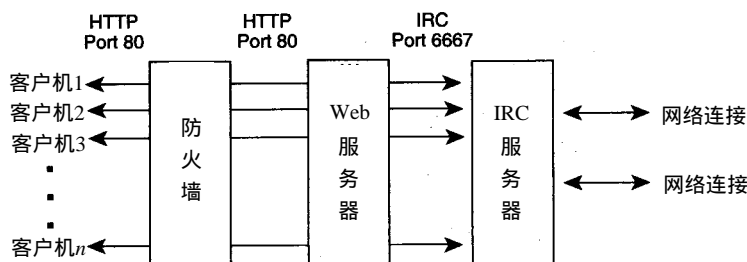 HTTP
Port 80
HTTP
Port 80
IRC
Port 6667
客户机1
客户机2
客户机3
客户机n
防火墙
Web
服务器
IRC
服务器
网络连接
网络连接